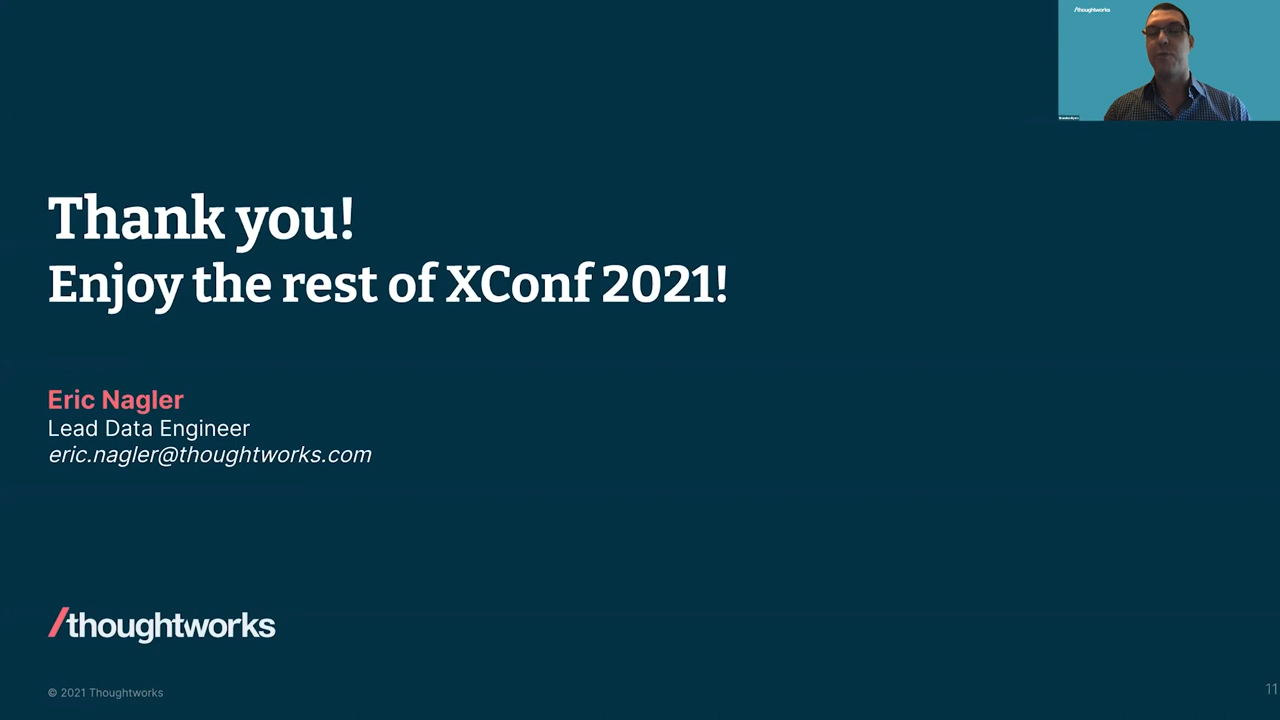 /thoughtworks
Thank you!
Enjoy the rest of XConf 2021!
Eric Nagler
Lead Data Engineer
eric.nagler@thoughtworks.com
/thoughtworks
© 2021 Thoughtworks
11